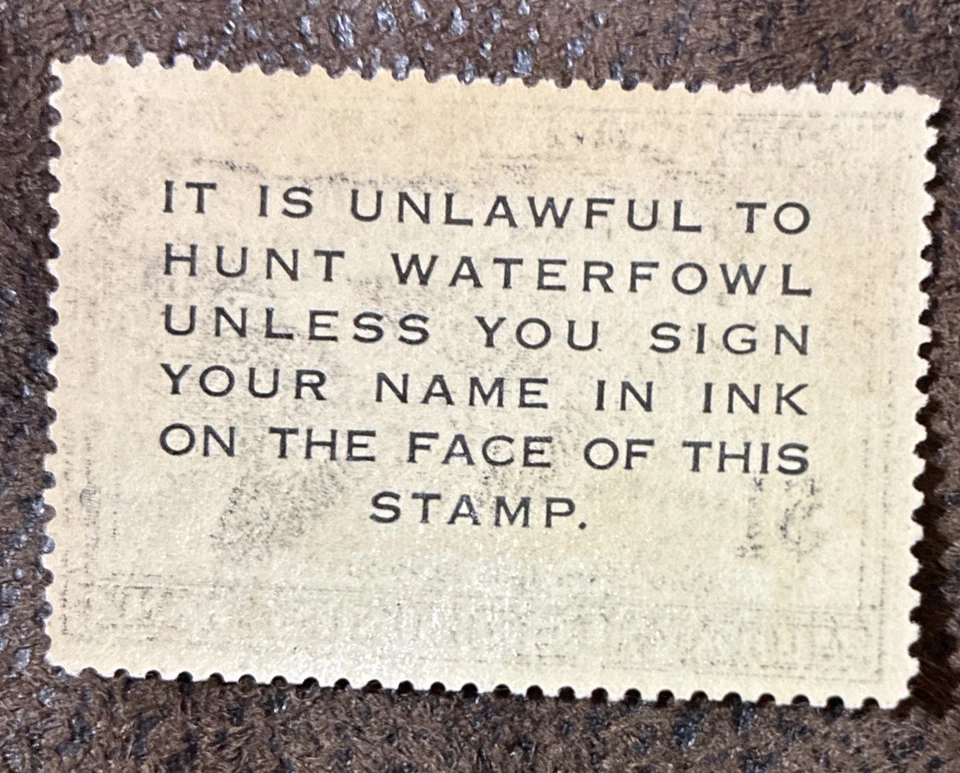 IT IS UNLAWFUL TO
HUNT WATERFOWL
UNLESS YOU SIGN
YOUR NAME IN INK
ON THE FACE OF THIS
STAMP.